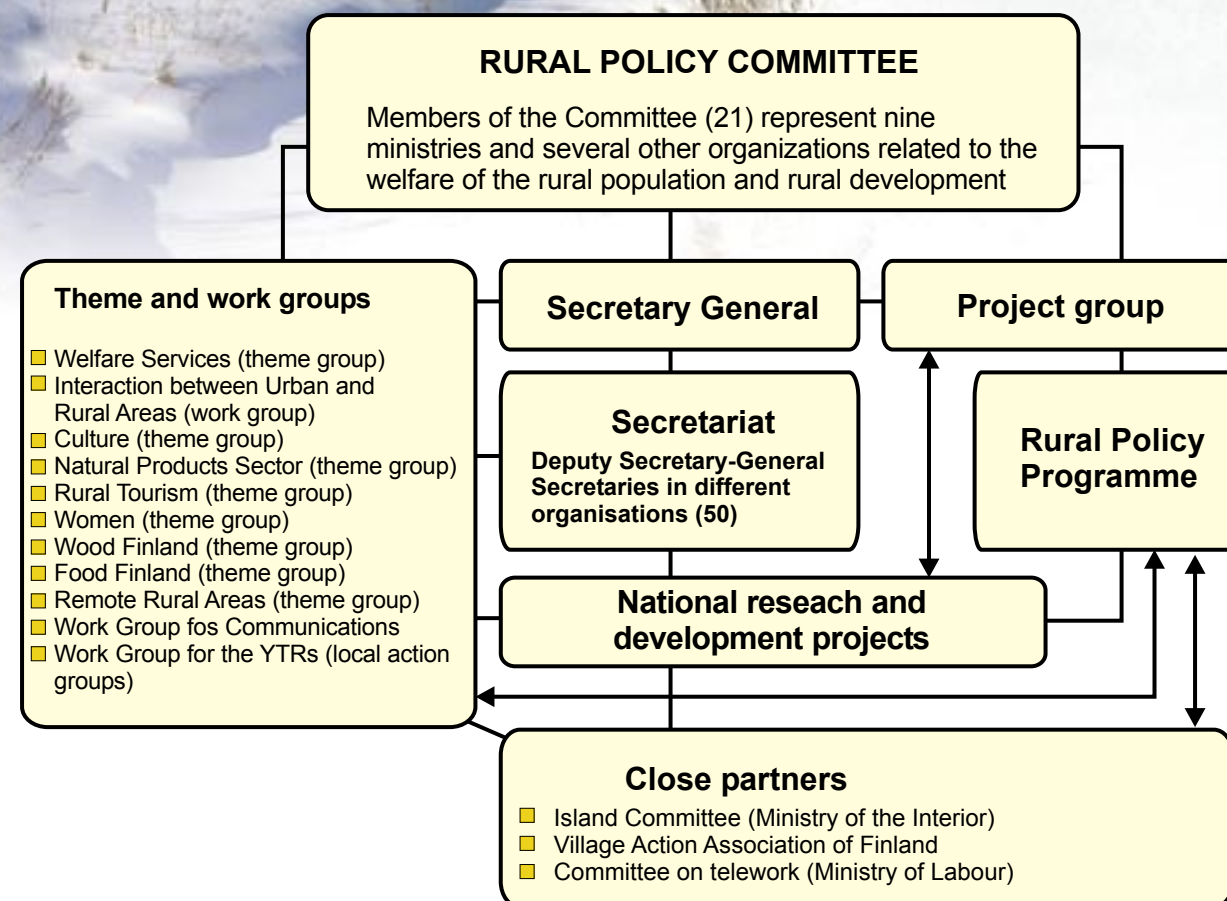 RURAL POLICY COMMITTEE
Members of the Committee (21) represent nine
ministries and several other organizations related to the
welfare of the rural population and rural development
Theme and work groups
Welfare Services (theme group)
Interaction between Urban and
Rural Areas (work group)
Culture (theme group)
Natural Products Sector (theme group)
Rural Tourism (theme group)
Women (theme group)
Wood Finland (theme group)
Food Finland (theme group)
Remote Rural Areas (theme group)
Work Group fos Communications
Work Group for the YTRs (local action
groups)
Secretary General
Project group
Secretariat
Deputy Secretary-General
Secretaries in different
organisations (50)
Rural Policy
Programme
National reseach and
development projects
Close partners
Island Committee (Ministry of the Interior)
Village Action Association of Finland
Committee on telework (Ministry of Labour)